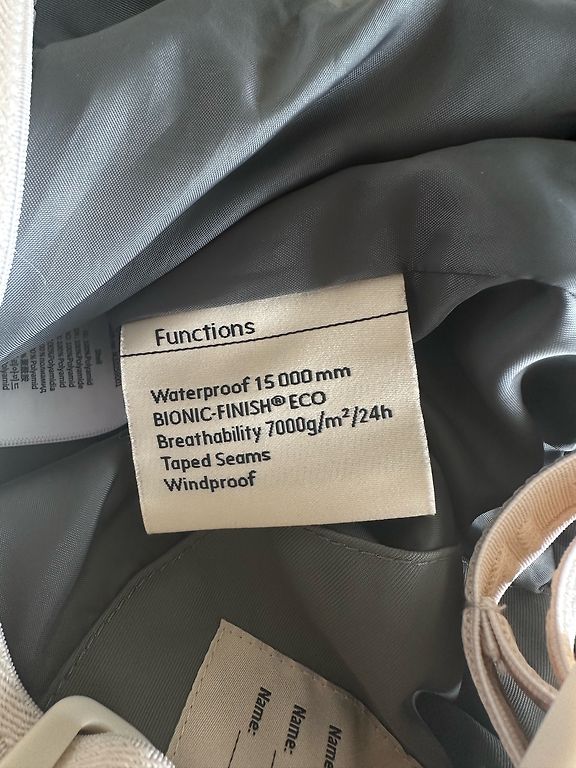 Functions
Waterproof 15 000 mm
BIONIC-FINISH® ECO
Breathability 7000g/m²/24h
Taped Seams
Windproof
Name:
Name:
Name: